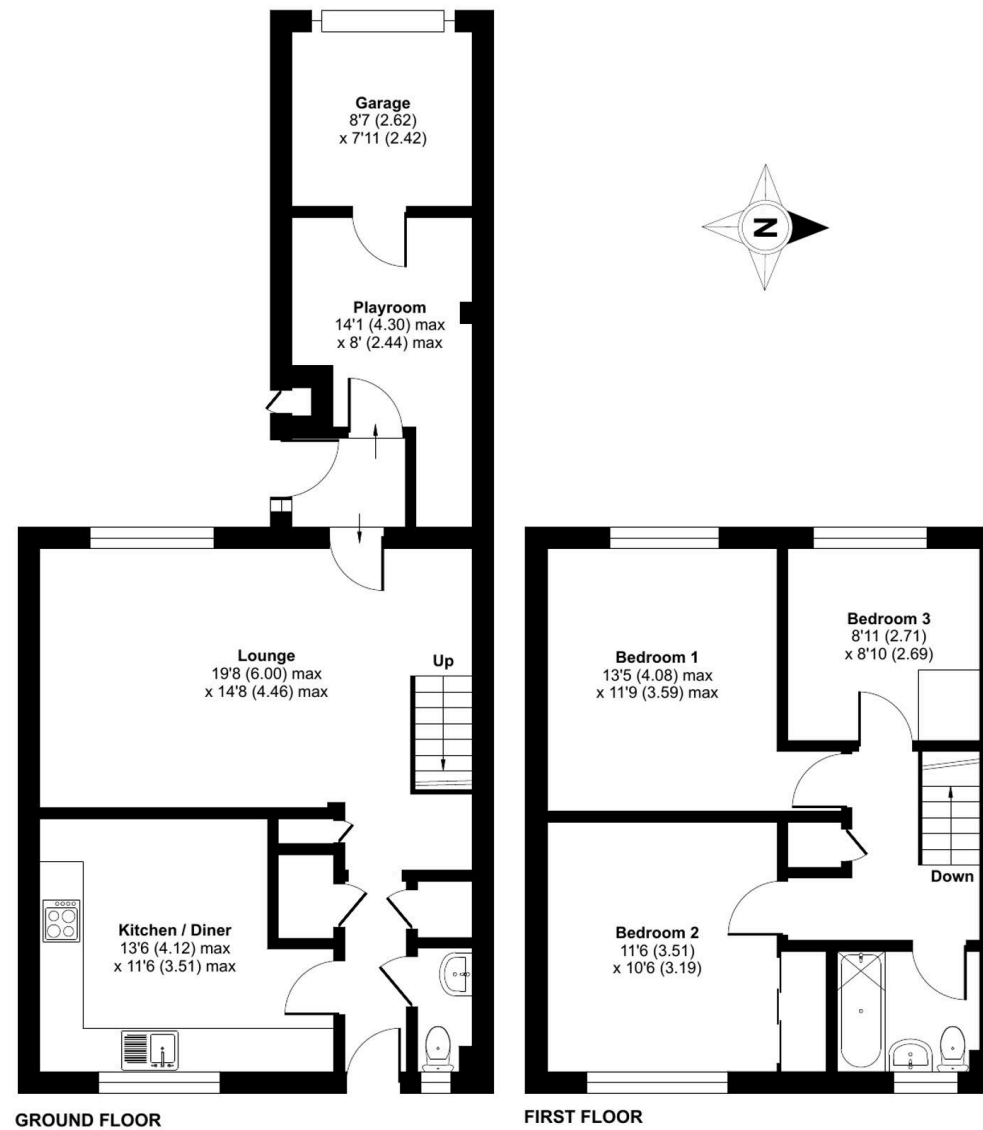 Garage
8'7 (2.62)
x 7'11 (2.42)
N
Playroom
14'1 (4.30) max
x 8' (2.44) max
Lounge
19'8 (6.00) max
x 14'8 (4.46) max
Up
Kitchen / Diner
13'6 (4.12) max
x 11'6 (3.51) max
GROUND FLOOR
Bedroom 1
13'5 (4.08) max
x 11'9 (3.59) max
Bedroom 3
8'11 (2.71)
x 8'10 (2.69)
Down
Bedroom 2
11'6 (3.51)
x 10'6 (3.19)
FIRST FLOOR